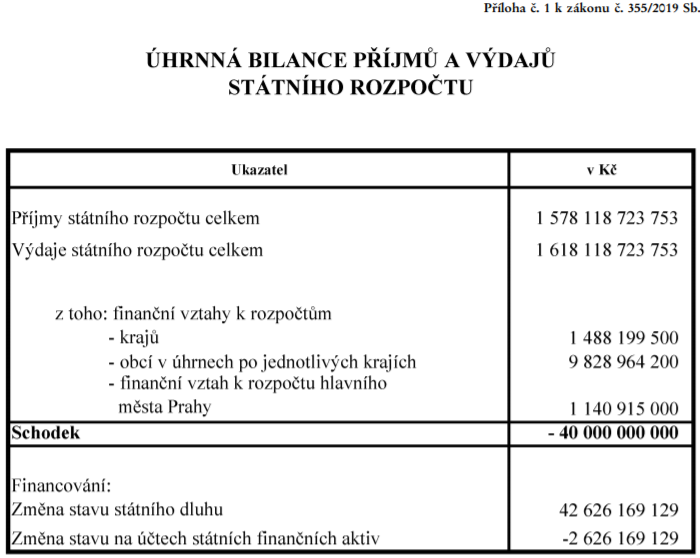 Příloha č. 1 k zákonu č. 355/2019 Sb.
ÚHRNNÁ BILANCE PŘÍJMŮ A VÝDAJŮ
STÁTNÍHO ROZPOČTU
Ukazatel v Kč
Příjmy státního rozpočtu celkem 1 578 118 723 753
Výdaje státního rozpočtu celkem 1 618 118 723 753
z toho: finanční vztahy k rozpočtům
- krajů 1 488 199 500
- obcí v úhrnech po jednotlivých krajích 9 828 964 200
- finanční vztah k rozpočtu hlavního
města Prahy 1 140 915 000
Schodek - 40 000 000 000
Financování:
Změna stavu státního dluhu 42 626 169 129
Změna stavu na účtech státních finančních aktiv -2 626 169 129